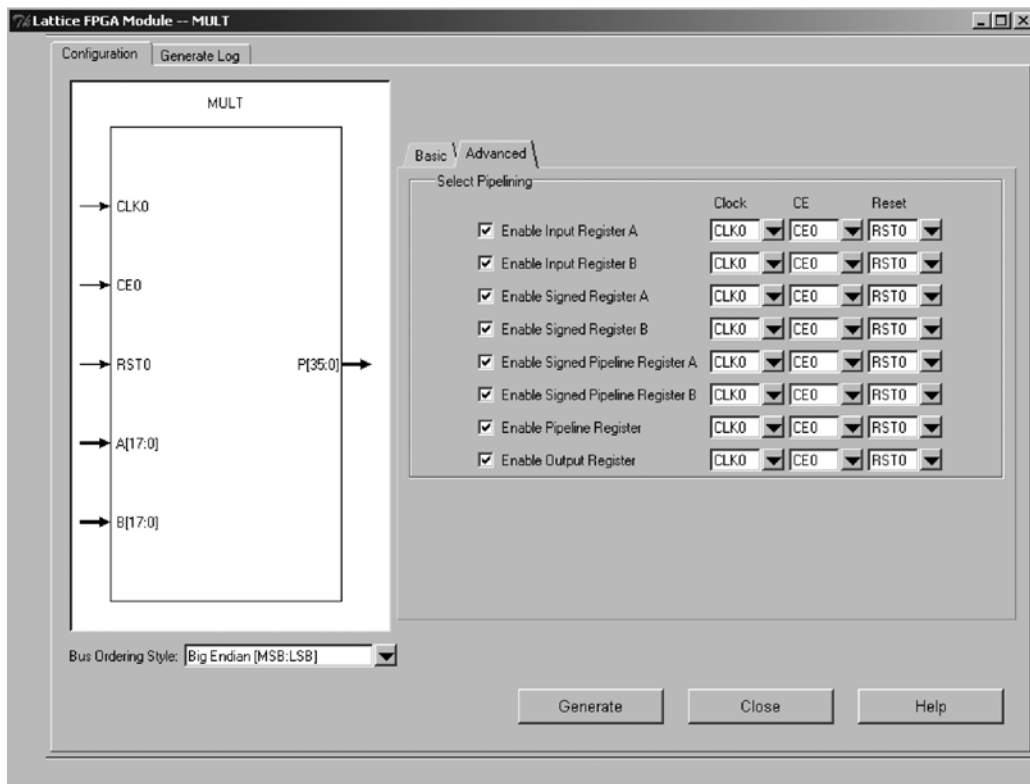 Lattice FPGA Module -- MULT
Configuration
Generate Log
MULT
CLK0
CE0
RST0
P[35:0]
A[17:0]
B[17:0]
Bus Ordering Style: Big Endian [MSB:LSB]
Basic
Advanced
Select Pipelining
Clock CE Reset
Enable Input Register A CLK0 CE0 RST0
Enable Input Register B CLK0 CE0 RST0
Enable Signed Register A CLK0 CE0 RST0
Enable Signed Register B CLK0 CE0 RST0
Enable Signed Pipeline Register A CLK0 CE0 RST0
Enable Signed Pipeline Register B CLK0 CE0 RST0
Enable Pipeline Register CLK0 CE0 RST0
Enable Output Register CLK0 CE0 RST0
Generate
Close
Help